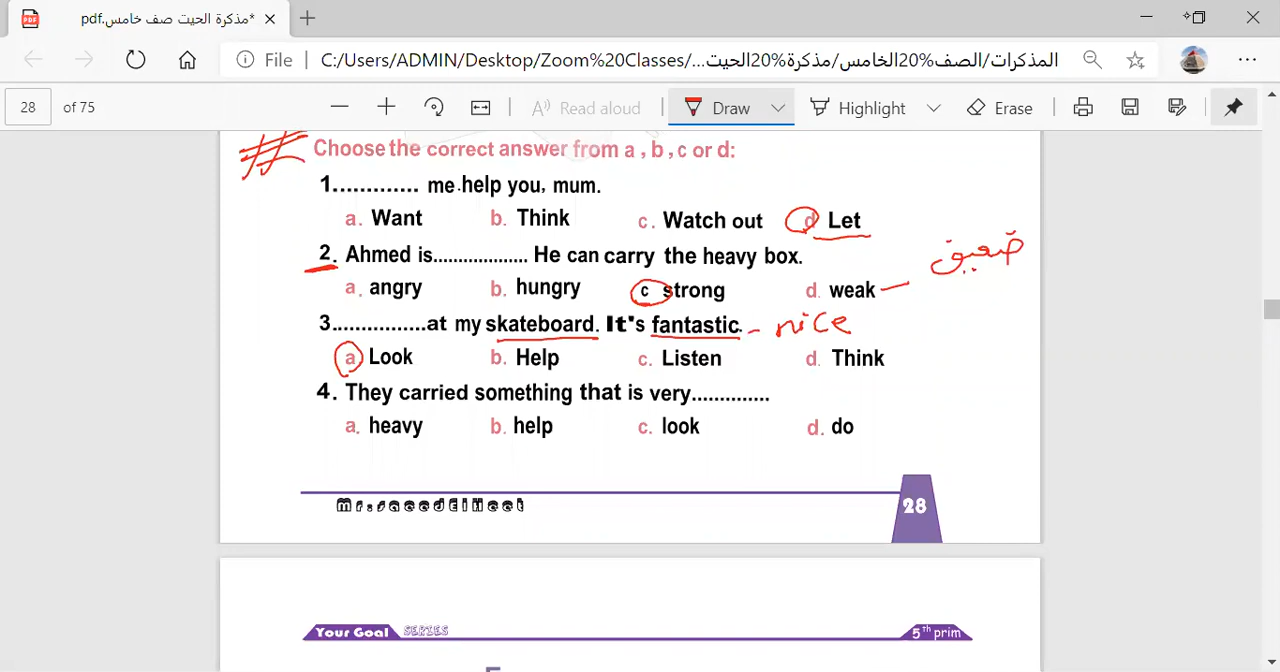 مذكرة الحيت صف خامس.pdf*
File C:/Users/ADMIN/Desktop/Zoom%20Classes/المذكرات/الصف%20الخامس/مذكرة%20الحيت...
28 of 75 Read aloud Draw Highlight Erase
Choose the correct answer from a , b , c or d:
1............. me help you, mum.
a. Want b. Think c. Watch out d Let
2. Ahmed is................... He can carry the heavy box.
ضعيف
a. angry b. hungry c strong d. weak
3................at my skateboard. It's fantastic. - nice
a Look b. Help c. Listen d. Think
4. They carried something that is very..............
a. heavy b. help c. look d. do
Mr:saeedElHeet
28
Your Goal SERIES 5th prim